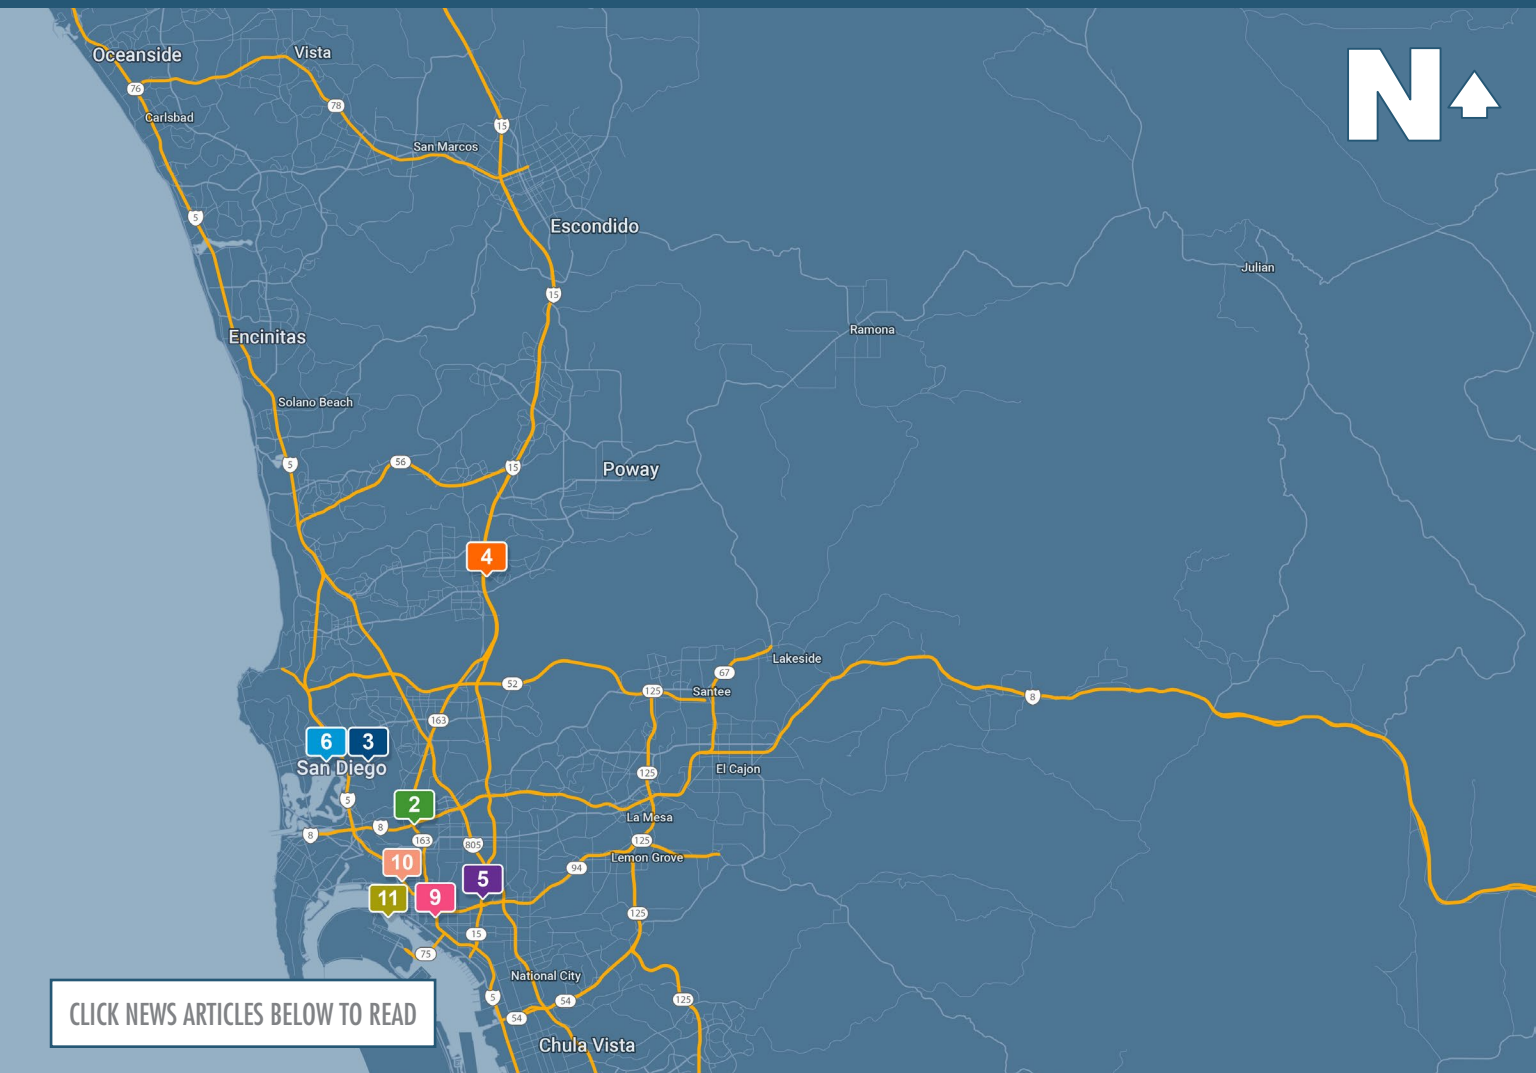 Oceanside
Vista
N
76
78
Carlsbad
15
San Marcos
5
Escondido
Julian
15
Ramona
Encinitas
Solano Beach
5
56
15
Poway
4
Lakeside
67
52
125
Santee
8
163
6
3
San Diego
125
El Cajon
5
2
La Mesa
8
8
163
805
125
10
94
Lemon Grove
5
11
9
125
15
75
National City
5
54
125
54
CLICK NEWS ARTICLES BELOW TO READ
Chula Vista